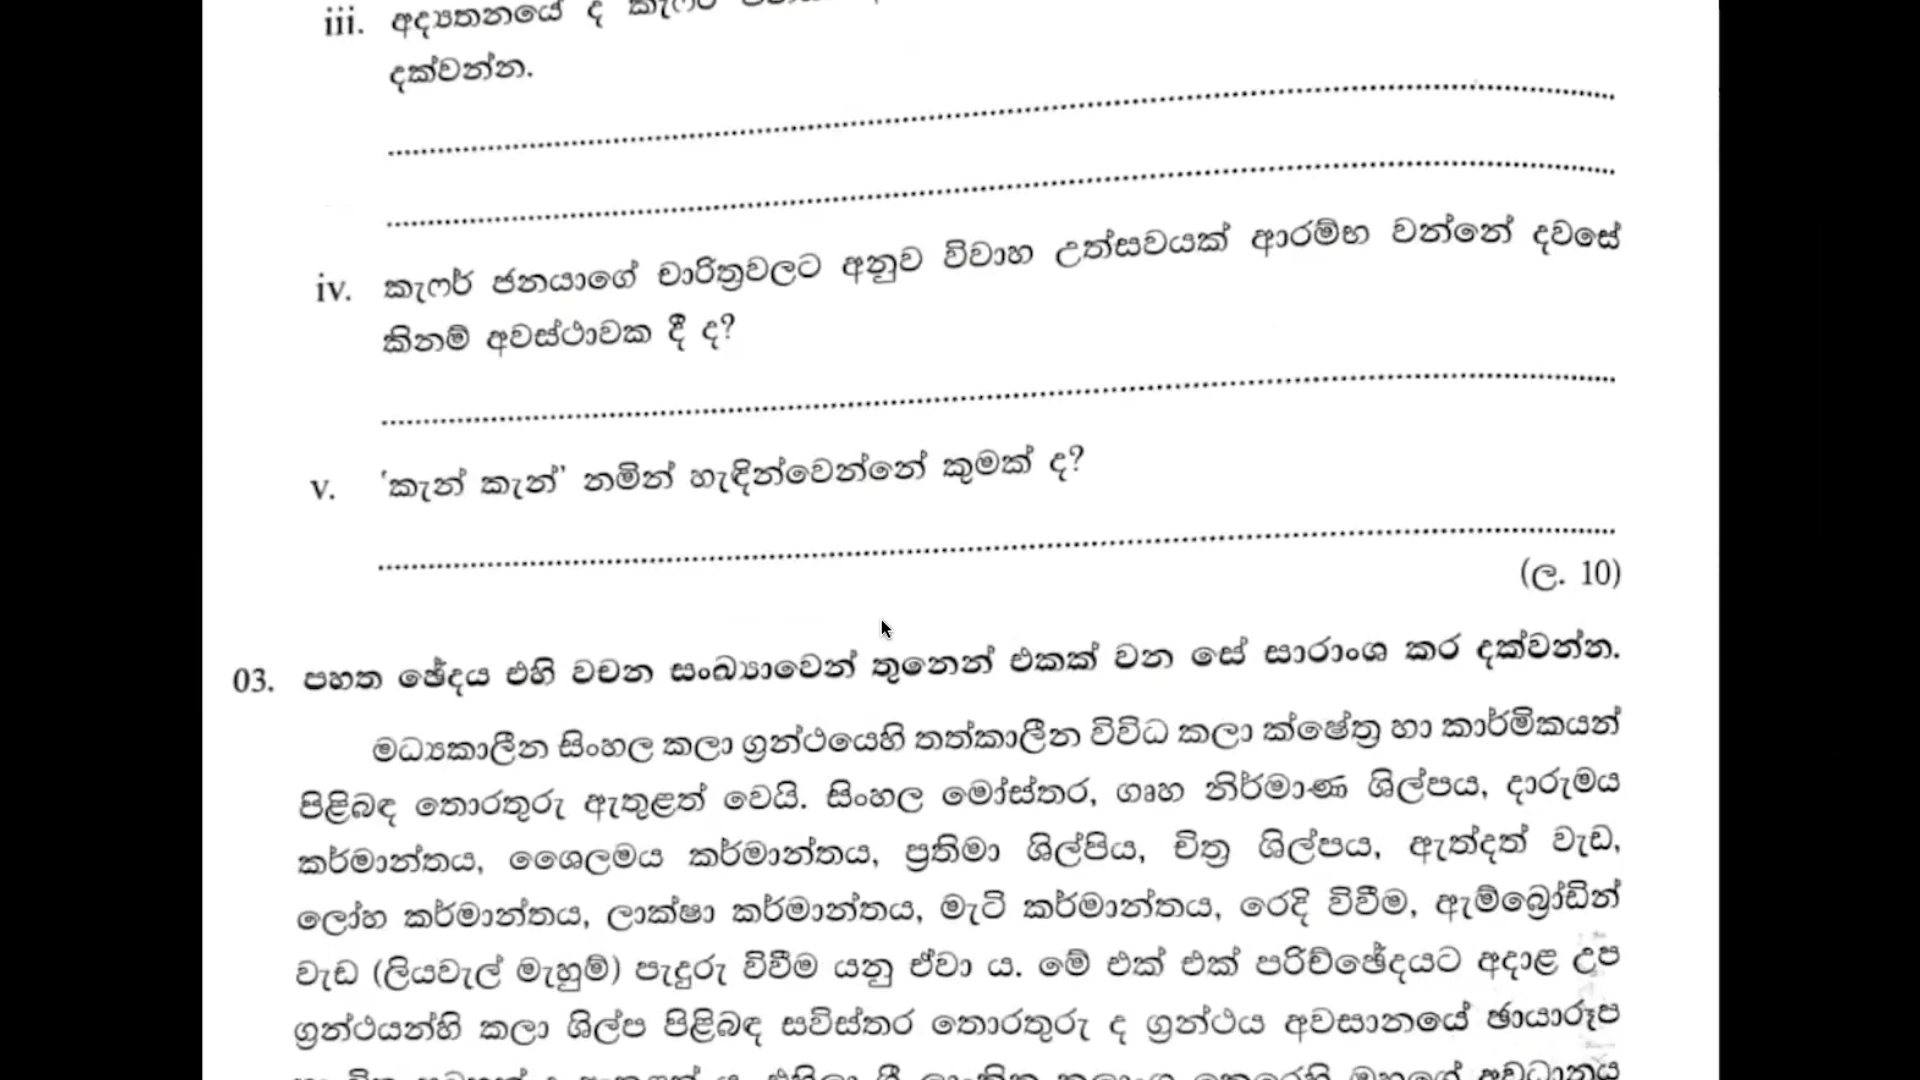 iii. අද්‍යතනයේ ද කැෆර්
දක්වන්න.
iv. කැෆර් ජනයාගේ චාරිත්‍රවලට අනුව විවාහ උත්සවයක් ආරම්භ වන්නේ දවසේ
කිනම් අවස්ථාවක දී ද?
v. ‘කැන් කැන්’ නමින් හැඳින්වෙන්නේ කුමක් ද?
(ල. 10)
03. පහත ඡේදය එහි වචන සංඛ්‍යාවෙන් තුනෙන් එකක් වන සේ සාරාංශ කර දක්වන්න.
මධ්‍යකාලීන සිංහල කලා ග්‍රන්ථයෙහි තත්කාලීන විවිධ කලා ක්ෂේත්‍ර හා කාර්මිකයන්
පිළිබඳ තොරතුරු ඇතුළත් වෙයි. සිංහල මෝස්තර, ගෘහ නිර්මාණ ශිල්පය, දාරුමය
කර්මාන්තය, ශෛලමය කර්මාන්තය, ප්‍රතිමා ශිල්පිය, චිත්‍ර ශිල්පය, ඇත්දත් වැඩ,
ලෝහ කර්මාන්තය, ලාක්ෂා කර්මාන්තය, මැටි කර්මාන්තය, රෙදි විවීම, ඇම්බ්‍රෝඩින්
වැඩ (ලියවැල් මැහුම්) පැදුරු විවීම යනු ඒවා ය. මේ එක් එක් පරිච්ඡේදයට අදාළ උප
ග්‍රන්ථයන්හි කලා ශිල්ප පිළිබඳ සවිස්තර තොරතුරු ද ග්‍රන්ථය අවසානයේ ඡායාරූප